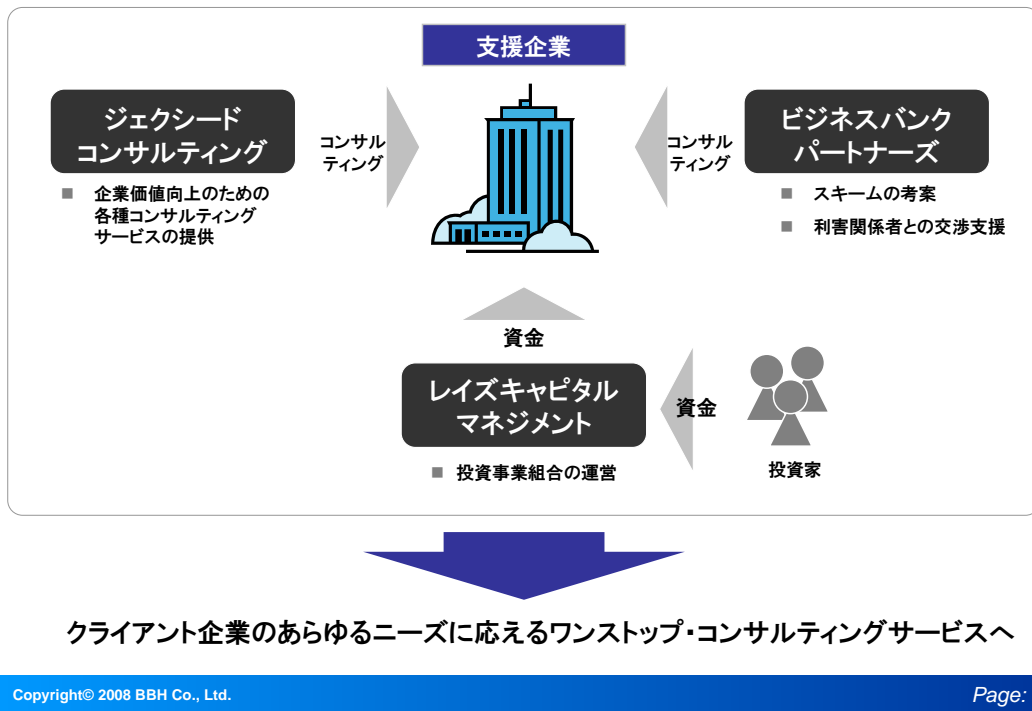 支援企業
ジェクシード
コンサルティング
コンサル
ティング
■ 企業価値向上のための
各種コンサルティング
サービスの提供
コンサル
ティング
ビジネスバンク
パートナーズ
■ スキームの考案
■ 利害関係者との交渉支援
資金
レイズキャピタル
マネジメント
■ 投資事業組合の運営
資金
投資家
クライアント企業のあらゆるニーズに応えるワンストップ・コンサルティングサービスへ
Copyright© 2008 BBH Co., Ltd.
Page: